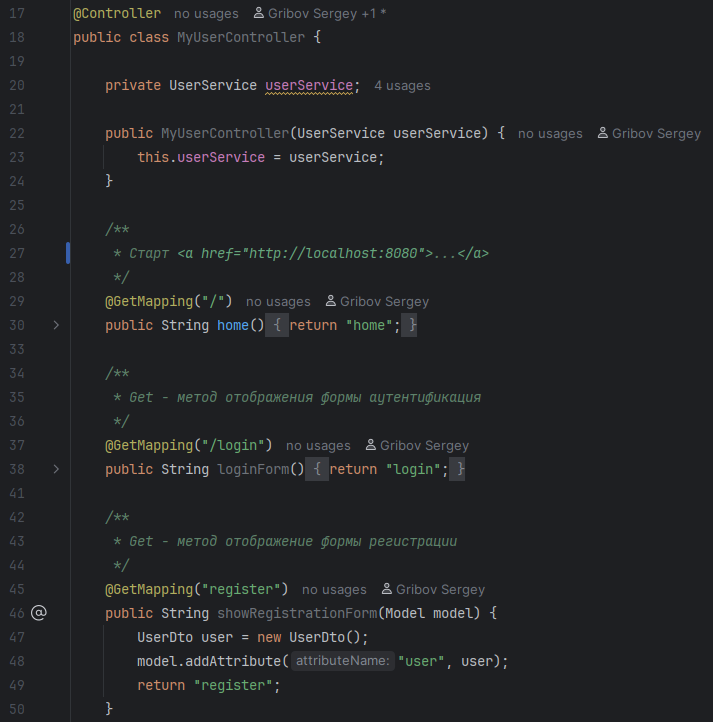 17 @Controller no usages Gribov Sergey +1 *
18 public class MyUserController {
19
20 private UserService userService; 4 usages
21
22 public MyUserController(UserService userService) { no usages Gribov Sergey
23 this.userService = userService;
24 }
25
26 /**
27 * Старт <a href="http://localhost:8080">...</a>
28 */
29 @GetMapping("/") no usages Gribov Sergey
30 public String home() { return "home"; }
33
34 /**
35 * Get - метод отображения формы аутентификация
36 */
37 @GetMapping("/login") no usages Gribov Sergey
38 public String loginForm() { return "login"; }
41
42 /**
43 * Get - метод отображение формы регистрации
44 */
45 @GetMapping("register") no usages Gribov Sergey
46 @ public String showRegistrationForm(Model model) {
47 UserDto user = new UserDto();
48 model.addAttribute( attributeName: "user", user);
49 return "register";
50 }